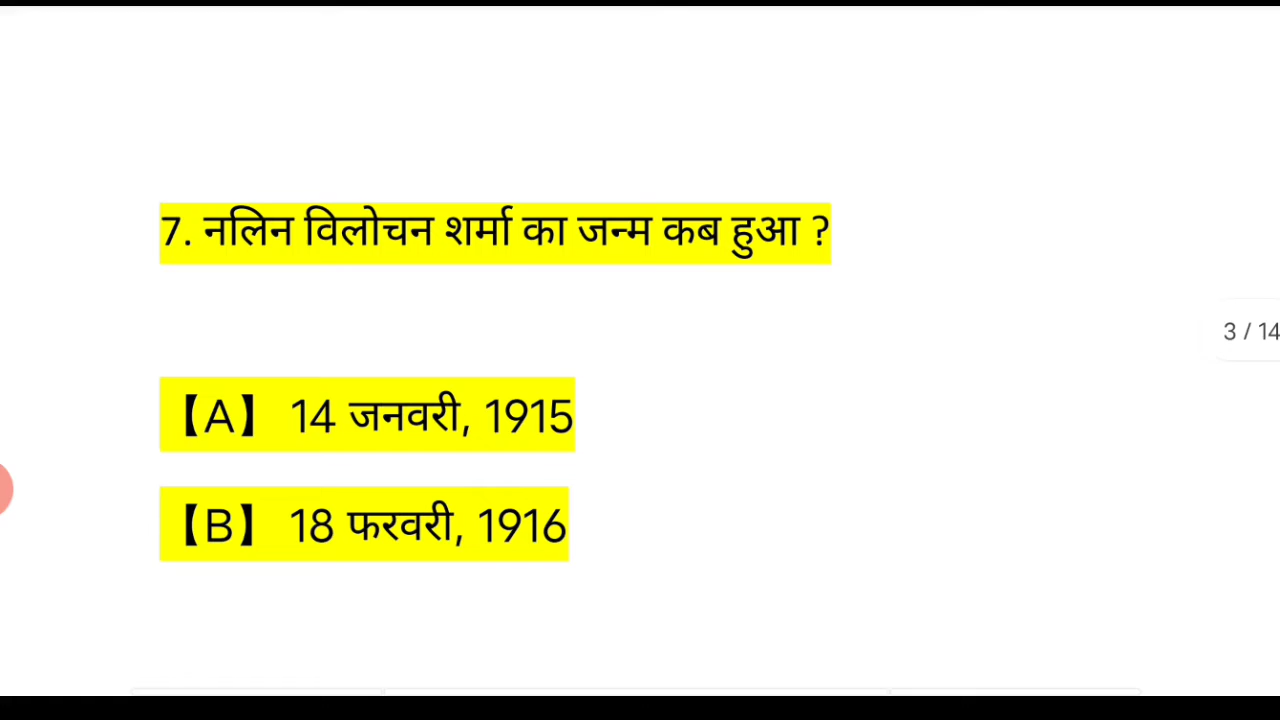 7. नलिन विलोचन शर्मा का जन्म कब हुआ ?
3 / 14
【A】 14 जनवरी, 1915
【B】 18 फरवरी, 1916